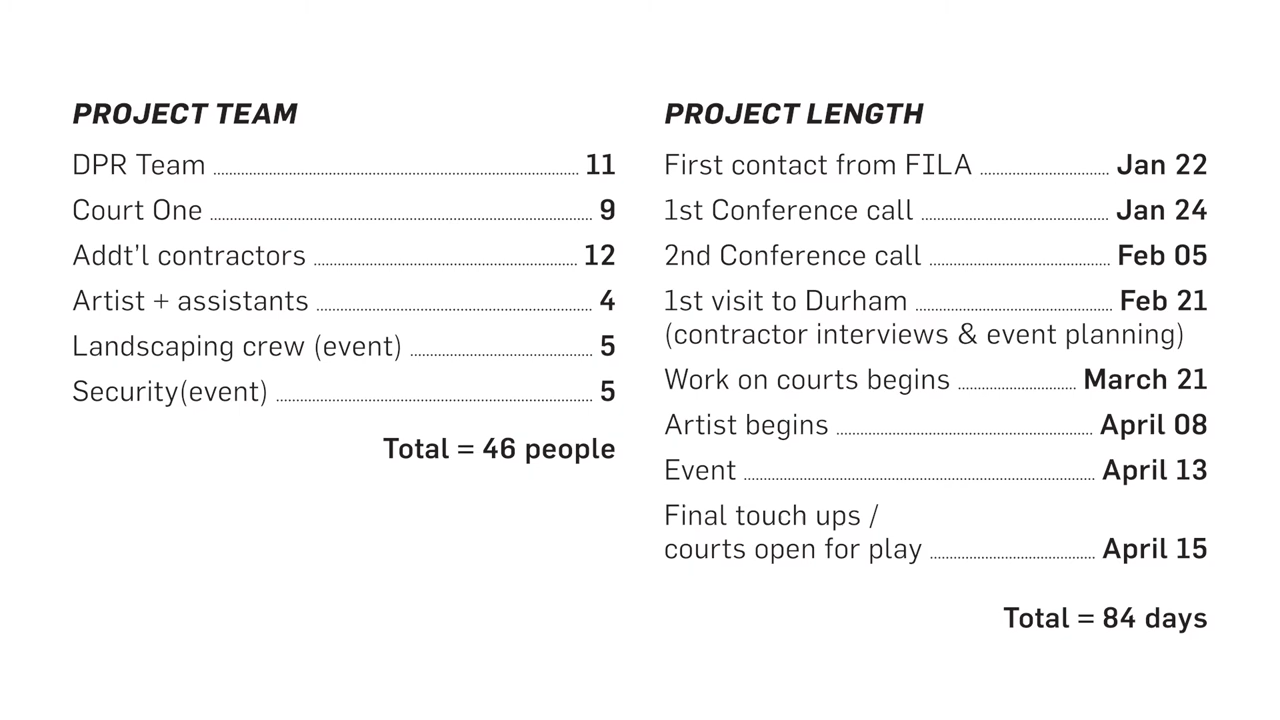 PROJECT TEAM
DPR Team 11
Court One 9
Addt'l contractors 12
Artist + assistants 4
Landscaping crew (event) 5
Security(event) 5
Total = 46 people
PROJECT LENGTH
First contact from FILA Jan 22
1st Conference call Jan 24
2nd Conference call Feb 05
1st visit to Durham Feb 21
(contractor interviews & event planning)
Work on courts begins March 21
Artist begins April 08
Event April 13
Final touch ups /
courts open for play April 15
Total = 84 days